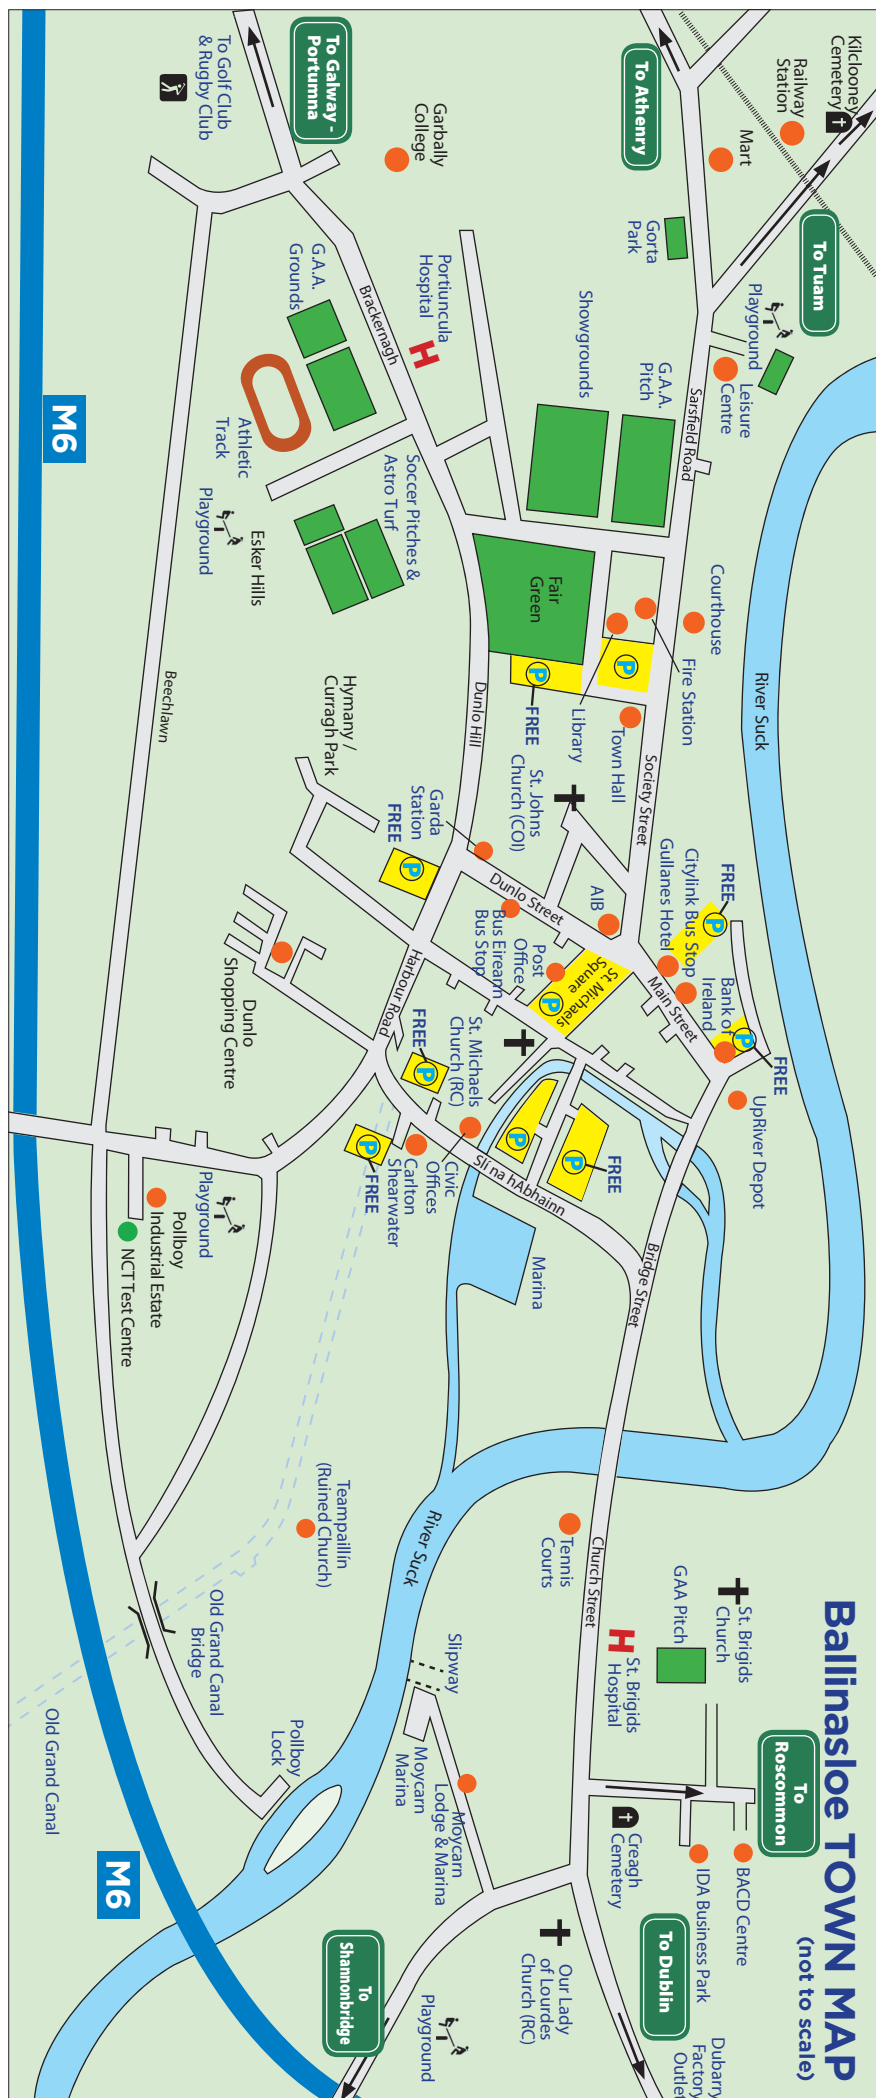 Ballinasloe TOWN MAP
(not to scale)
Kilclooney
Cemetery
Railway
Station
Mart
To Tuam
To Athenry
Gorta
Park
Playground
Leisure
Centre
Sarsfield Road
G.A.A.
Pitch
Showgrounds
To Galway -
Portumna
To Golf Club
& Rugby Club
Garbally
College
Portiuncula
Hospital
H
Brackernagh
G.A.A.
Grounds
Athletic
Track
Soccer Pitches &
Astro Turf
Playground
Esker Hills
M6
Beechlawn
Courthouse
Fire Station
Library
Town Hall
P
P
FREE
Fair
Green
River Suck
Society Street
Dunlo Hill
St. Johns
Church (COI)
Hymany /
Curragh Park
Garda
Station
FREE
P
Dunlo Street
AIB
Bus Eireann
Bus Stop
Post
Office
St. Michaels
Square
P
Gullanes Hotel
Citylink Bus Stop
FREE
P
Main Street
Bank of
Ireland
P
FREE
UpRiver Depot
Harbour Road
Dunlo
Shopping Centre
St. Michaels
Church (RC)
FREE
P
P
FREE
Carlton
Shearwater
Civic
Offices
P
P
FREE
Sli na hAbhainn
Marina
Bridge Street
Playground
Pollboy
Industrial Estate
NCT Test Centre
Teampaillín
(Ruined Church)
River Suck
Tennis
Courts
Church Street
St. Brigids
Church
GAA Pitch
H
St. Brigids
Hospital
Old Grand Canal
Bridge
Old Grand Canal
Pollboy
Lock
Slipway
Moycarn
Marina
Moycarn
Lodge & Marina
To
Roscommon
Creagh
Cemetery
BACD Centre
IDA Business Park
To Dublin
Our Lady
of Lourdes
Church (RC)
Dubarry
Factory
Outlet
Playground
To
Shannonbridge
M6